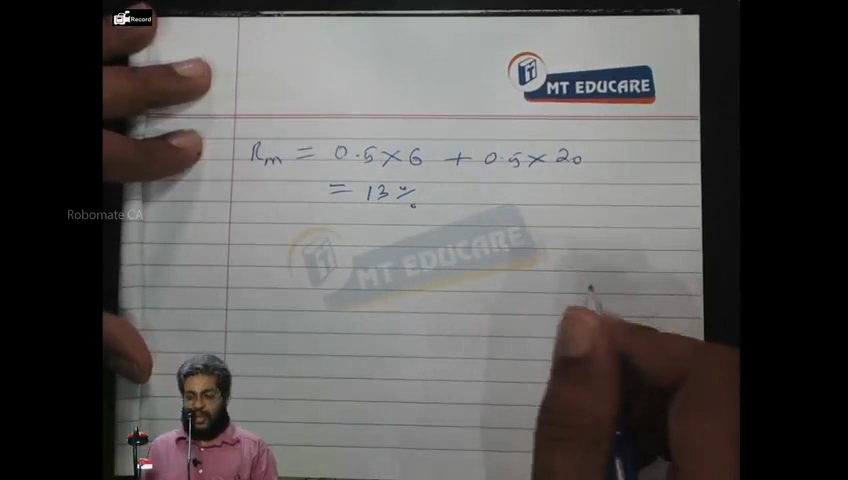 Record
MT EDUCARE
Rm = 0.5×6 + 0.5×20
= 13%
Robomate CA
MT EDUCARE